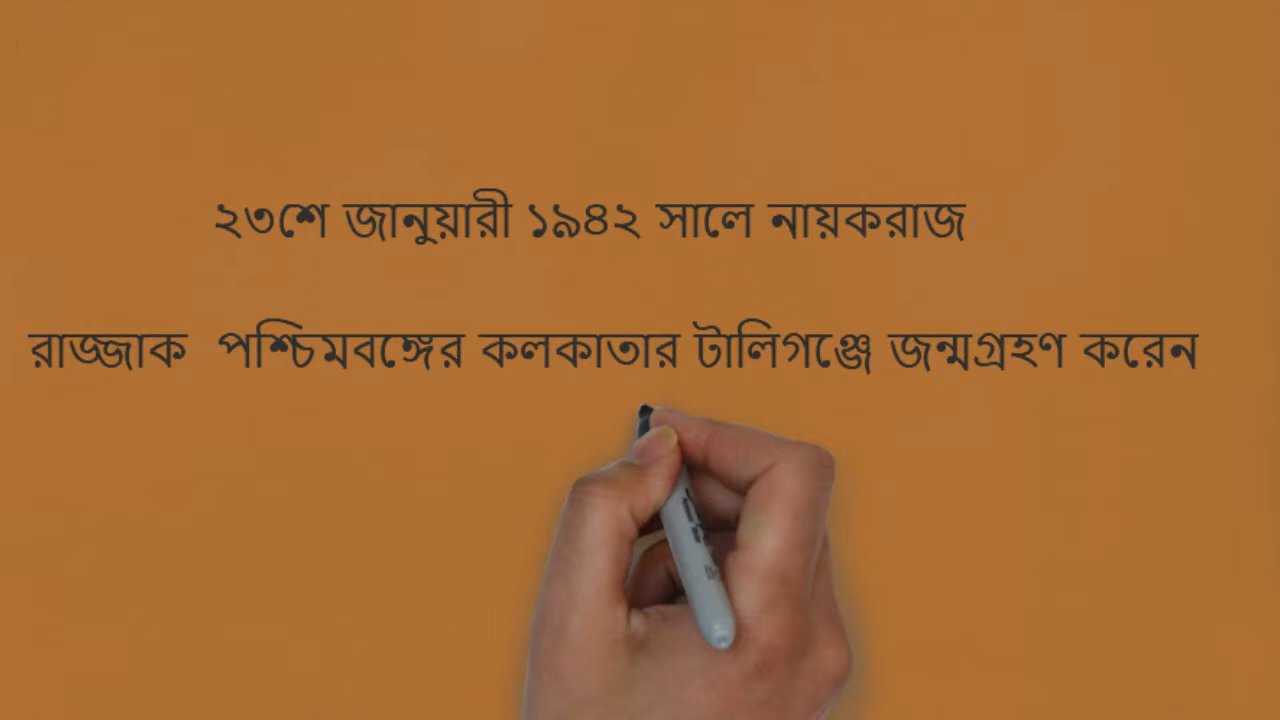 ২৩শে জানুয়ারী ১৯৪২ সালে নায়করাজ
রাজ্জাক পশ্চিমবঙ্গের কলকাতার টালিগঞ্জে জন্মগ্রহণ করেন